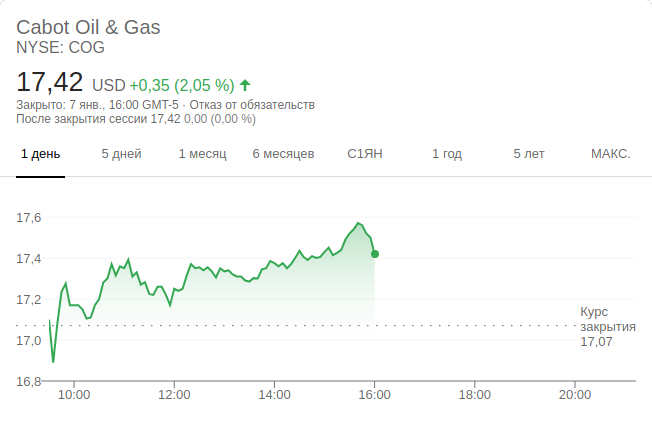 Cabot Oil & Gas
NYSE: COG
17,42 USD +0,35 (2,05 %)
Закрыто: 7 янв., 16:00 GMT-5 · Отказ от обязательств
После закрытия сессии 17,42 0,00 (0,00 %)
1 день 5 дней 1 месяц 6 месяцев С1ЯН 1 год 5 лет МАКС.
17,6
17,4
17,2
17,0
16,8
Курс
закрытия
17,07
10:00 12:00 14:00 16:00 18:00 20:00